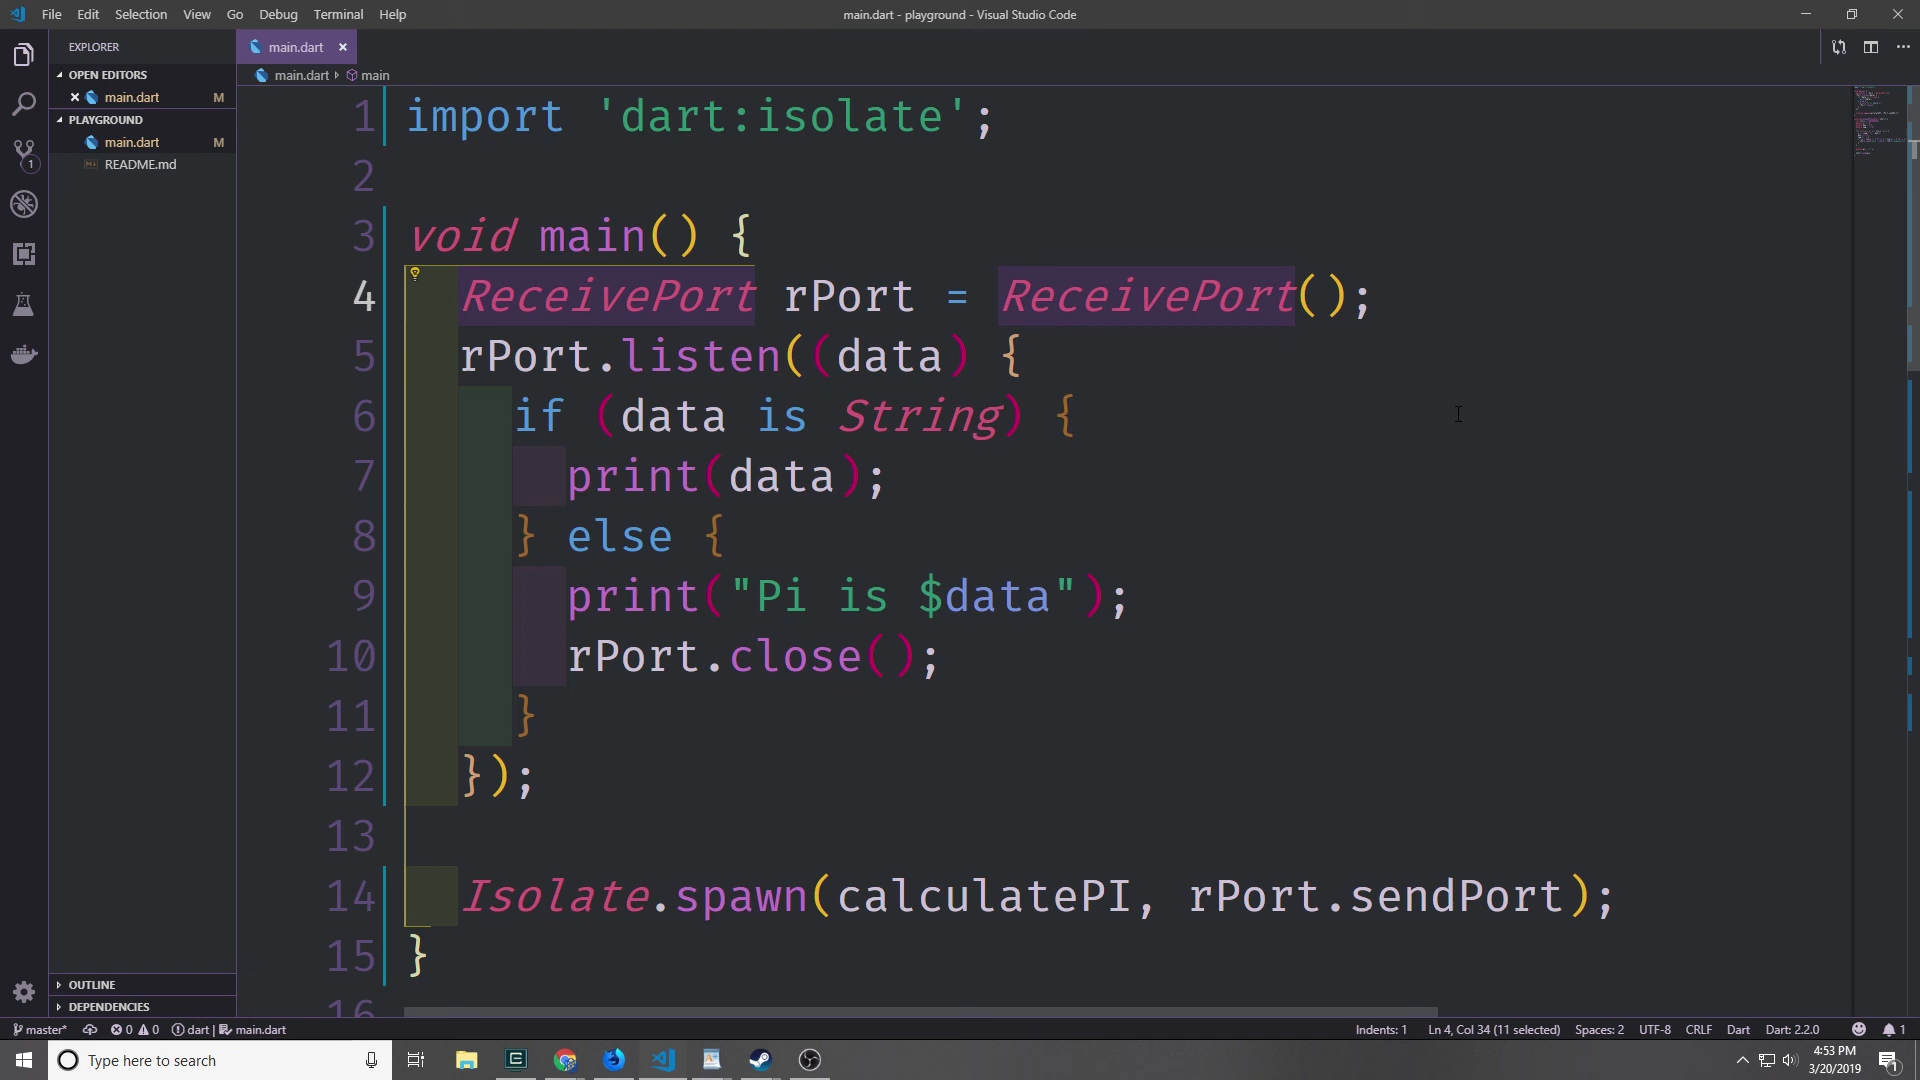 File Edit Selection View Go Debug Terminal Help
main.dart - playground - Visual Studio Code
EXPLORER
OPEN EDITORS
main.dart M
PLAYGROUND
main.dart M
README.md
OUTLINE
DEPENDENCIES
1
main.dart
main.dart main
1 import 'dart:isolate';
2
3 void main() {
4 ReceivePort rPort = ReceivePort();
5 rPort.listen((data) {
6 if (data is String) {
7 print(data);
8 } else {
9 print("Pi is $data");
10 rPort.close();
11 }
12 });
13
14 Isolate.spawn(calculatePI, rPort.sendPort);
15 }
16
master* 0 0 dart | main.dart Indents: 1 Ln 4, Col 34 (11 selected) Spaces: 2 UTF-8 CRLF Dart Dart: 2.2.0 1
Type here to search
4:53 PM
3/20/2019
1